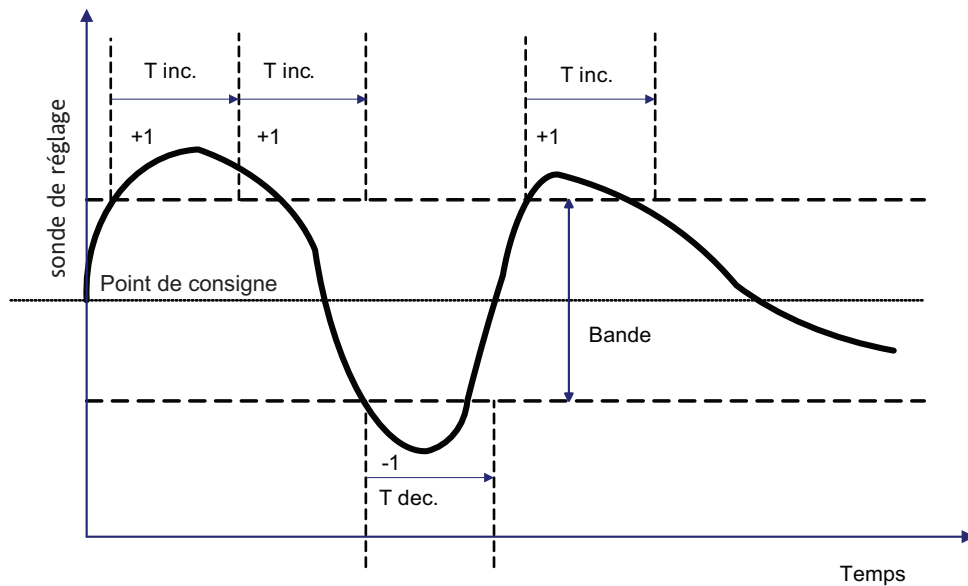 T inc.
T inc.
T inc.
+1
+1
+1
sonde de réglage
Point de consigne
Bande
-1
T dec.
Temps